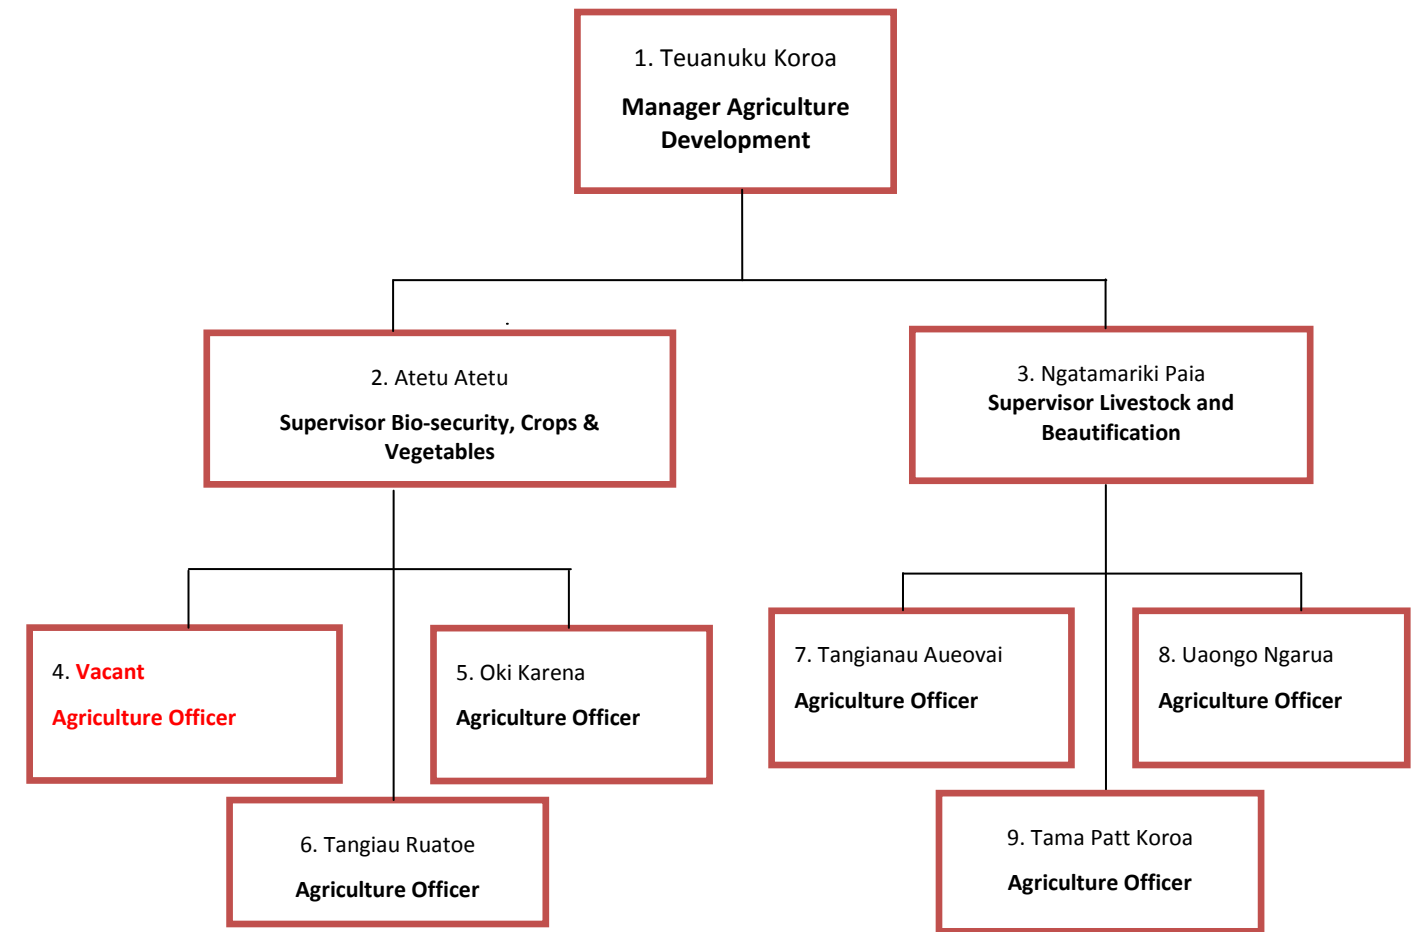 1. Teuanuku Koroa
Manager Agriculture
Development
.
2. Atetu Atetu
Supervisor Bio-security, Crops &
Vegetables
3. Ngatamariki Paia
Supervisor Livestock and
Beautification
4. Vacant
Agriculture Officer
5. Oki Karena
Agriculture Officer
6. Tangiau Ruatoe
Agriculture Officer
7. Tangianau Aueovai
Agriculture Officer
8. Uaongo Ngarua
Agriculture Officer
9. Tama Patt Koroa
Agriculture Officer